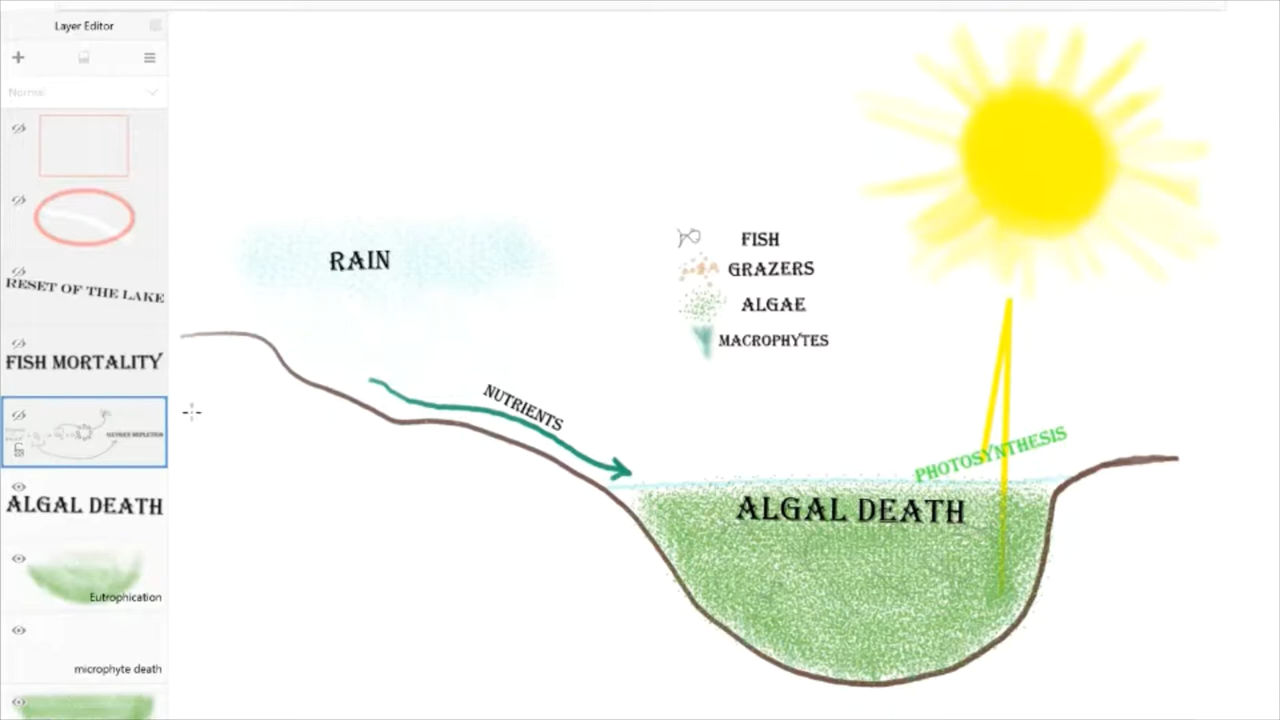 Layer Editor
Normal
RESET OF THE LAKE
FISH MORTALITY
ALGAL DEATH
Eutrophication
microphyte death
RAIN
FISH
GRAZERS
ALGAE
MACROPHYTES
NUTRIENTS
PHOTOSYNTHESIS
ALGAL DEATH